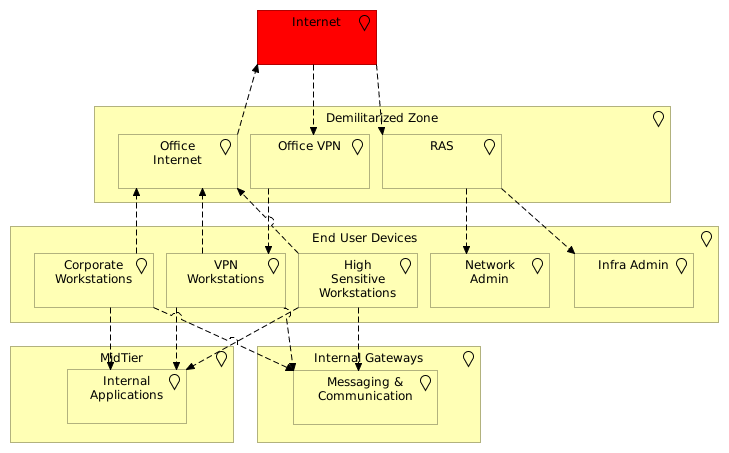 Internet
Demilitarized Zone
Office
Internet
Office VPN
RAS
End User Devices
Corporate
Workstations
VPN
Workstations
High
Sensitive
Workstations
Network
Admin
Infra Admin
MidTier
Internal Gateways
Internal
Applications
Messaging &
Communication